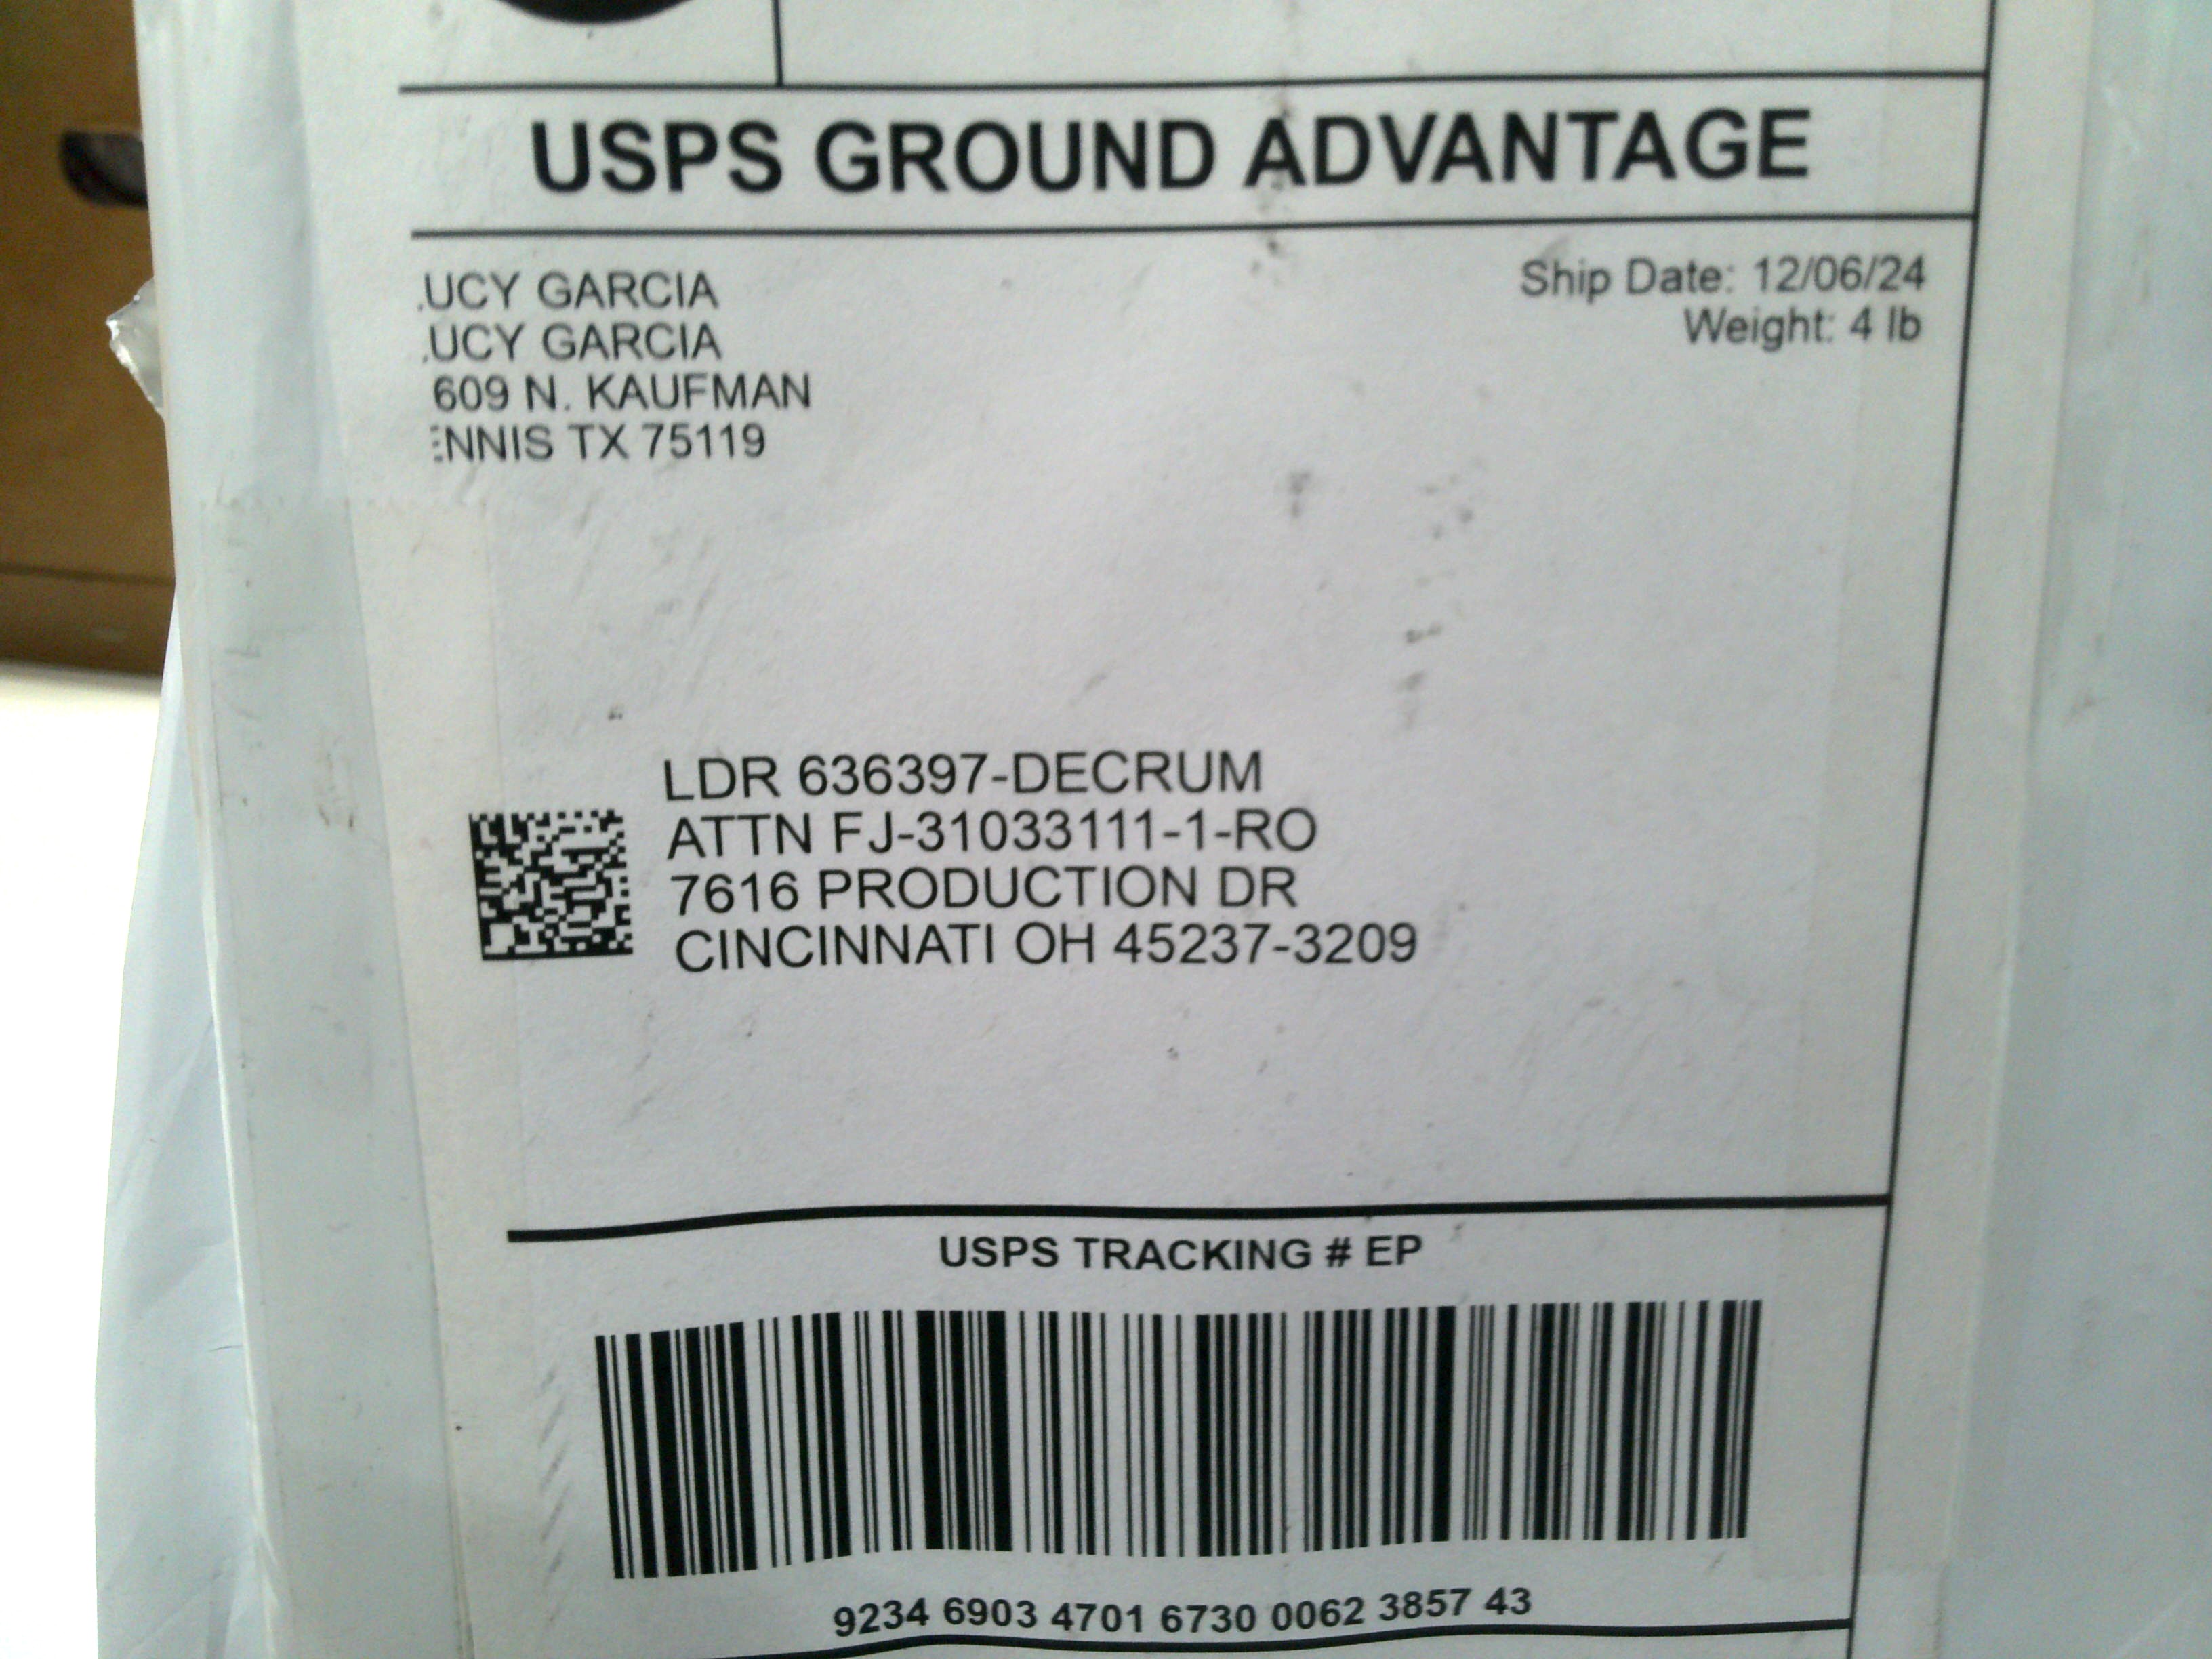 USPS GROUND ADVANTAGE
UCY GARCIA
UCY GARCIA
609 N. KAUFMAN
ENNIS TX 75119
Ship Date: 12/06/24
Weight: 4 lb
LDR 636397-DECRUM
ATTN FJ-31033111-1-RO
7616 PRODUCTION DR
CINCINNATI OH 45237-3209
USPS TRACKING # EP
9234 6903 4701 6730 0062 3857 43